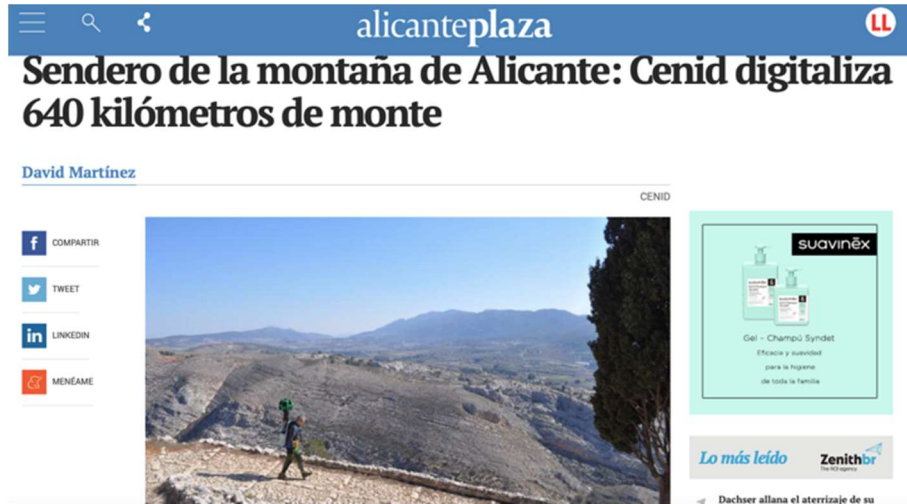 alicanteplaza
LL
Sendero de la montaña de Alicante: Cenid digitaliza
640 kilómetros de monte
David Martínez
CENID
COMPARTIR
TWEET
LINKEDIN
MENÉAME
suavinēx
Gel - Champú Syndet
Eficacia y suavidad
para la higiene
de toda la familia
Lo más leído
Zenithbr
The ROI agency
Dachser allana el aterrizaje de su